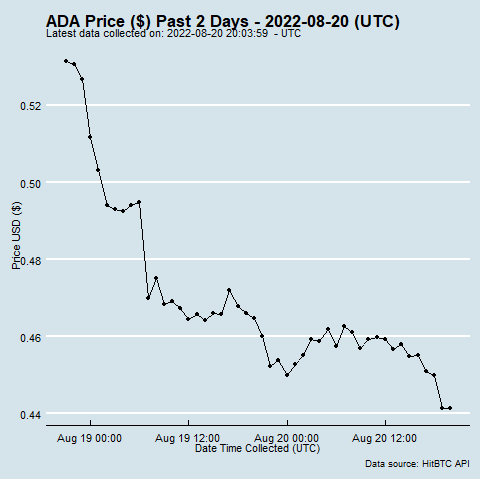 ADA Price ($) Past 2 Days - 2022-08-20 (UTC)
Latest data collected on: 2022-08-20 20:03:59 - UTC
0.52
0.50
0.48
0.46
0.44
Price USD ($)
Aug 19 00:00
Aug 19 12:00
Aug 20 00:00
Aug 20 12:00
Date Time Collected (UTC)
Data source: HitBTC API